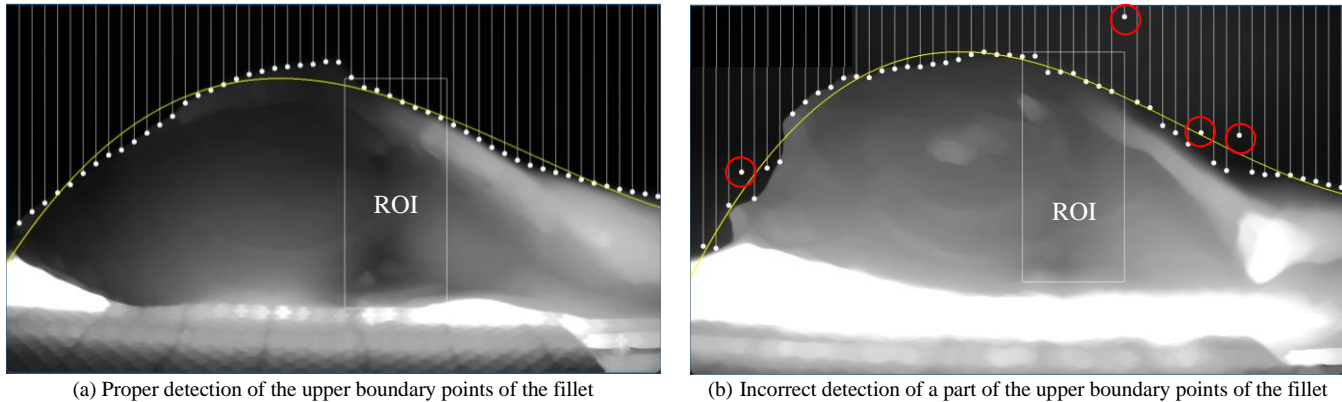 ROI
ROI
(a) Proper detection of the upper boundary points of the fillet
(b) Incorrect detection of a part of the upper boundary points of the fillet